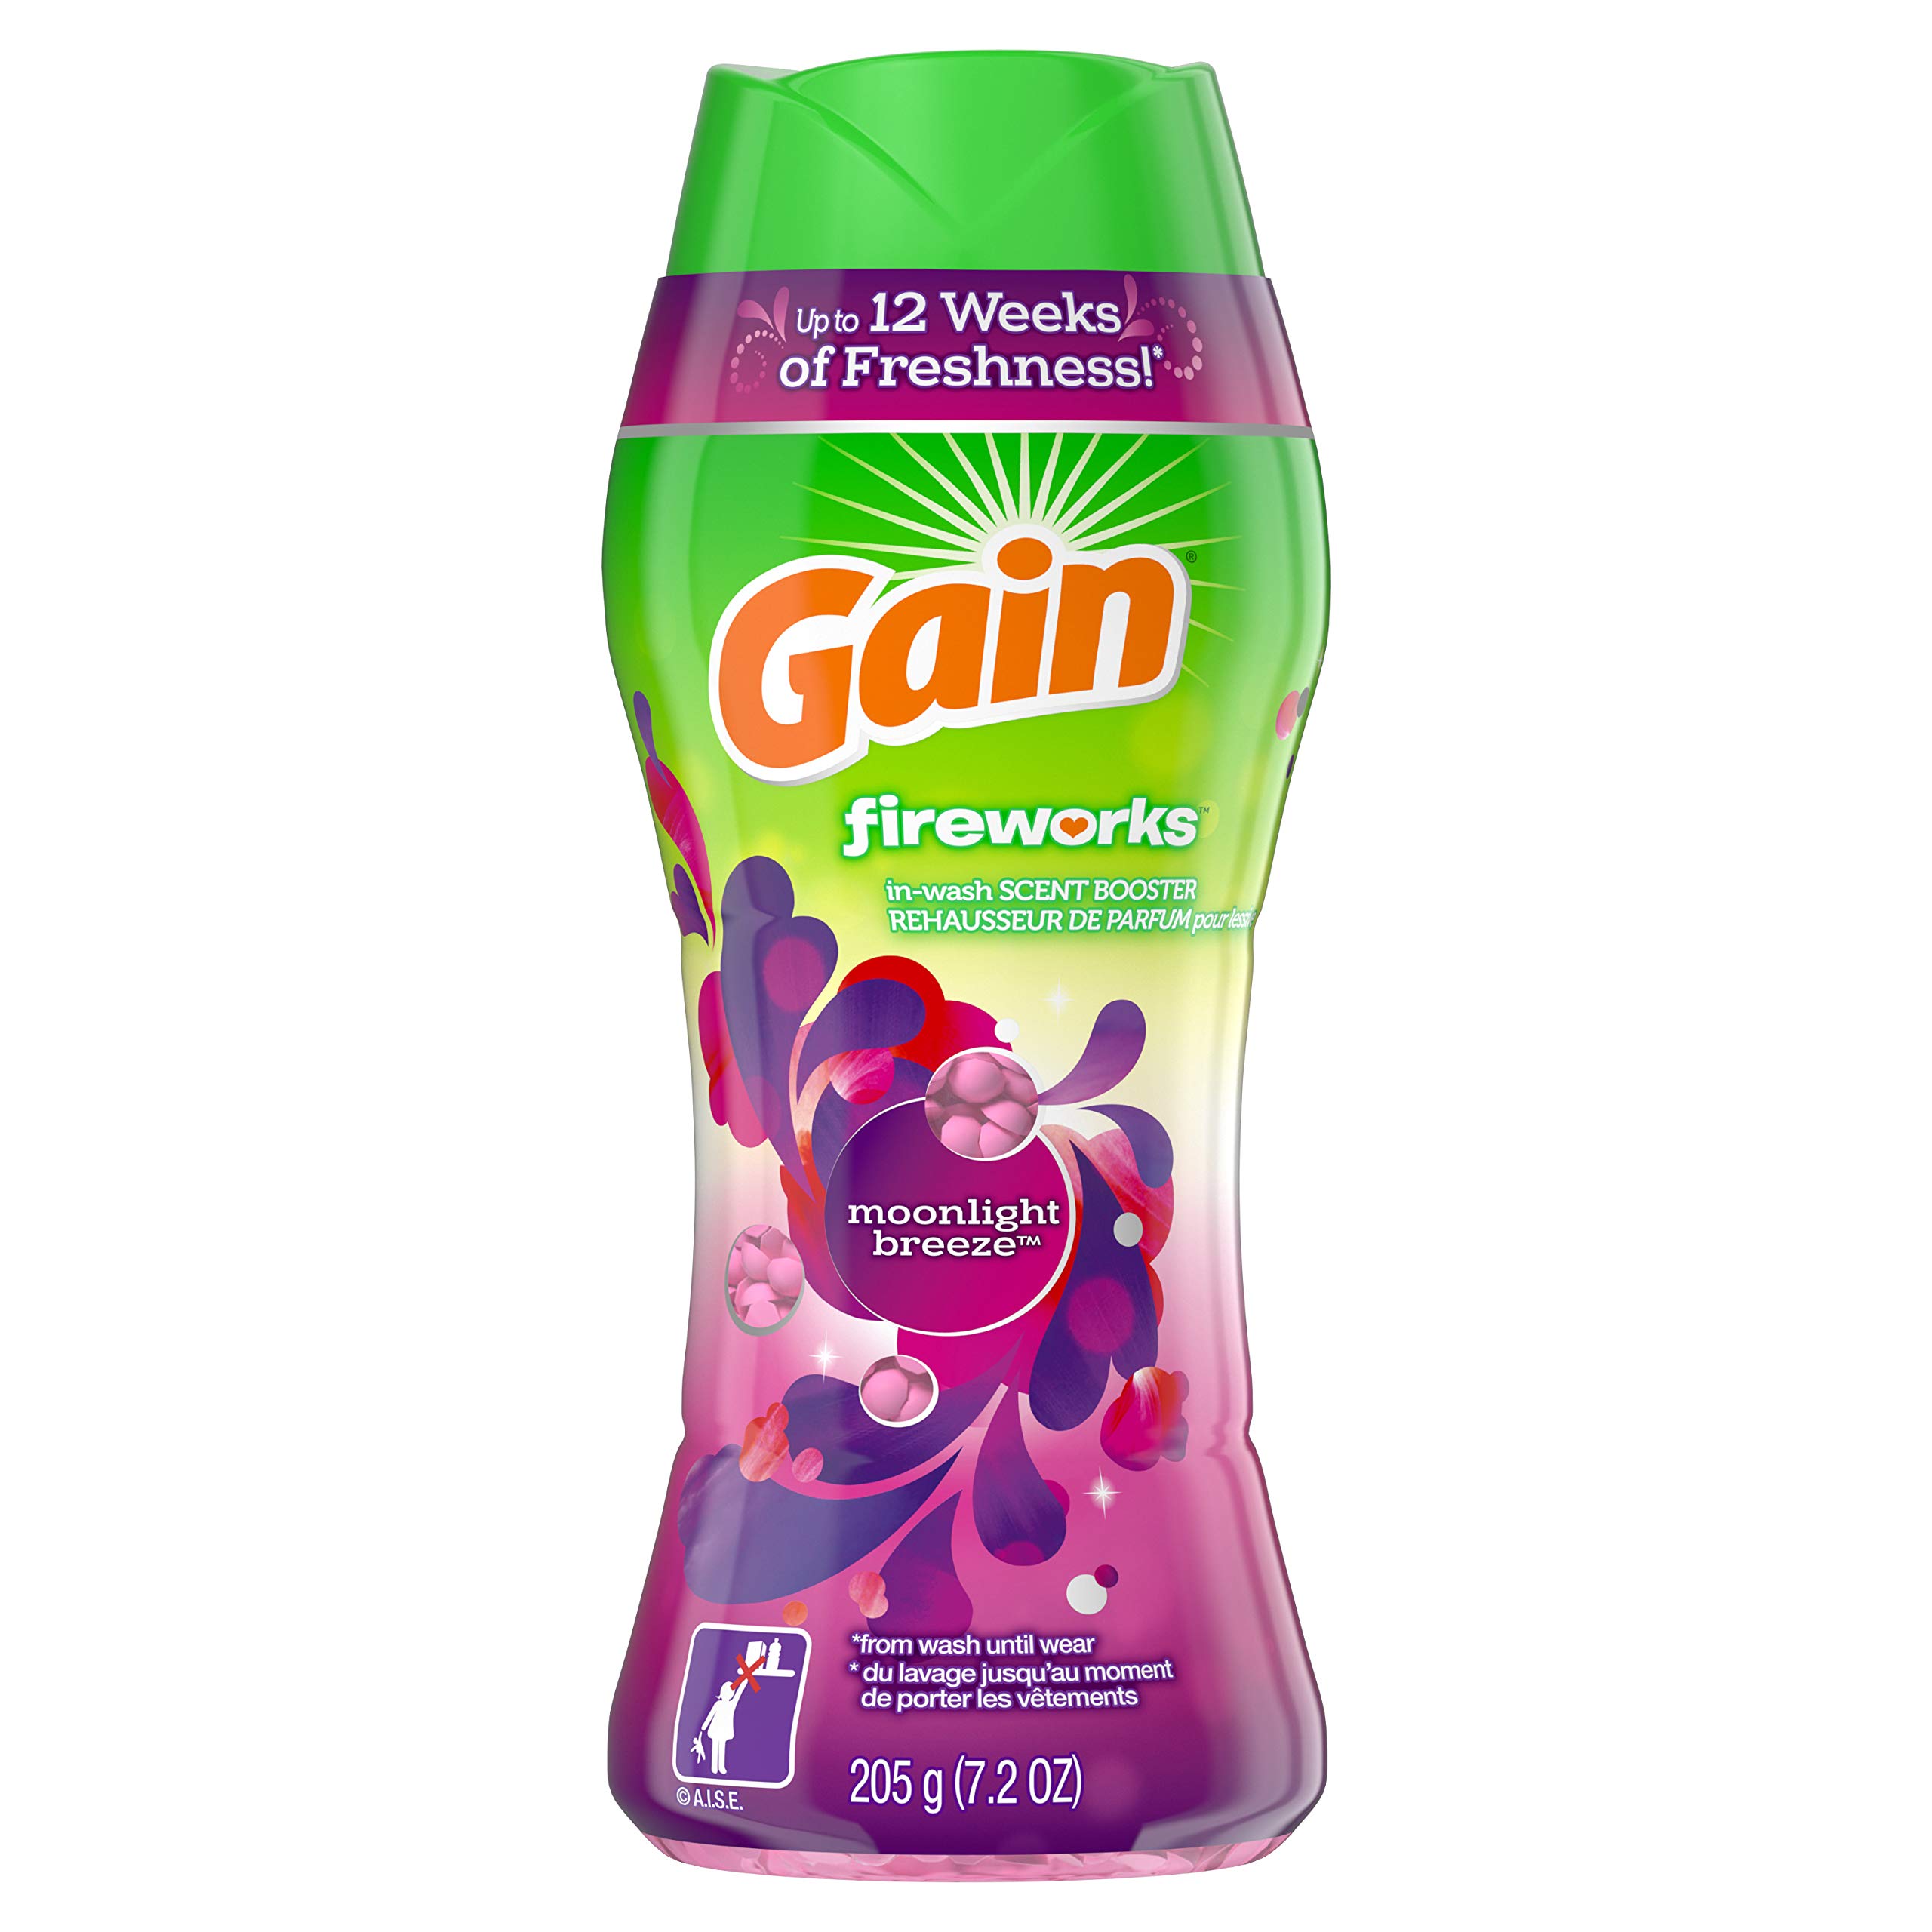 Up to 12 Weeks
of Freshness!*
Gain®
fireworks™
in-wash SCENT BOOSTER
REHAUSSEUR DE PARFUM pour
moonlight
breeze™
*from wash until wear
* du lavage jusqu'au moment
de porter les vêtements
205 g (7.2 OZ)
© A.I.S.E.